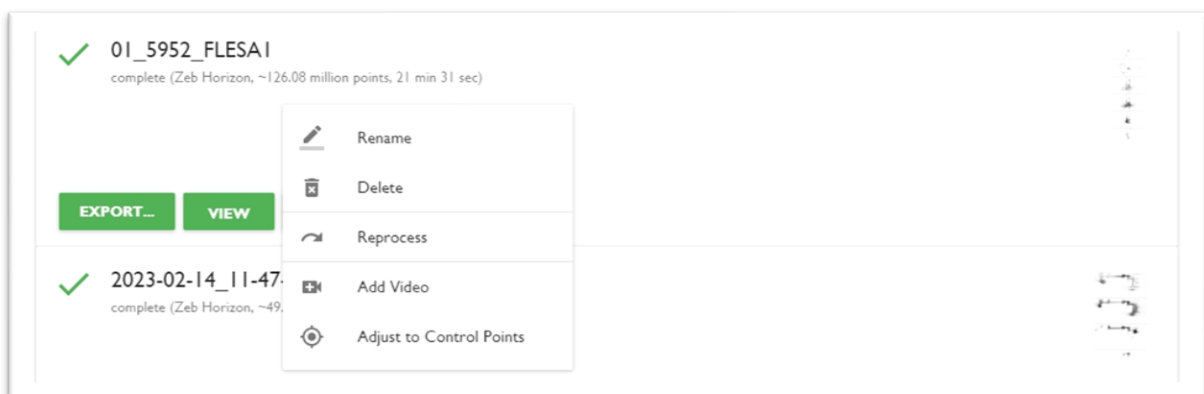 01_5952_FLESA1
complete (Zeb Horizon, ~126.08 million points, 21 min 31 sec)
Rename
Delete
EXPORT...
VIEW
Reprocess
2023-02-14_11-47-
complete (Zeb Horizon, ~49.
Add Video
Adjust to Control Points